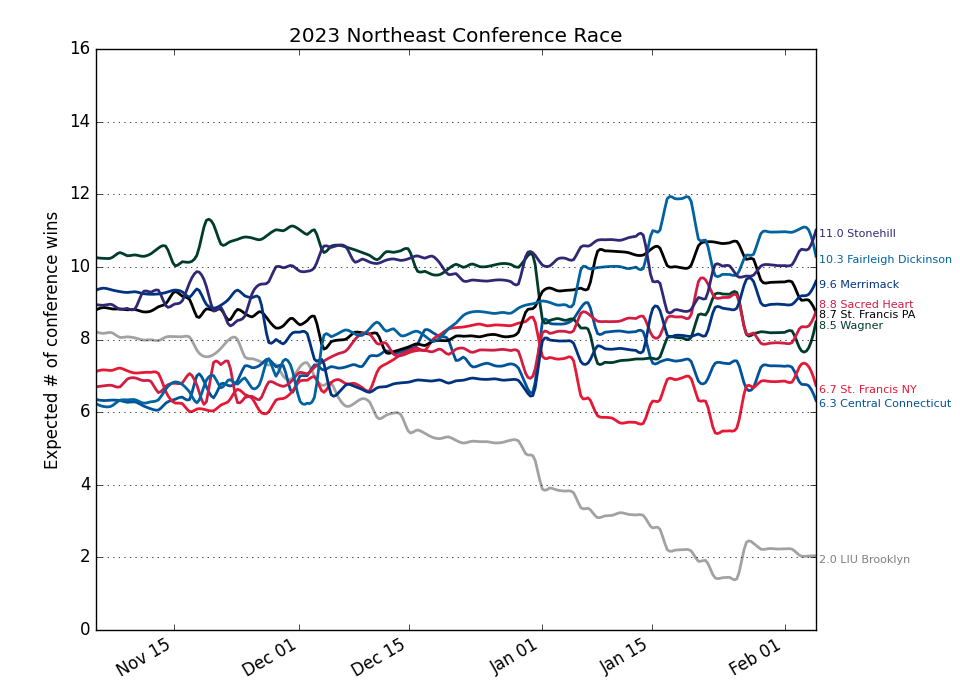 2023 Northeast Conference Race
Expected # of conference wins
16
14
12
10
8
6
4
2
0
Nov 15
Dec 01
Dec 15
Jan 01
Jan 15
Feb 01
11.0 Stonehill
10.3 Fairleigh Dickinson
9.6 Merrimack
8.8 Sacred Heart
8.7 St. Francis PA
8.5 Wagner
6.7 St. Francis NY
6.3 Central Connecticut
2.0 LIU Brooklyn